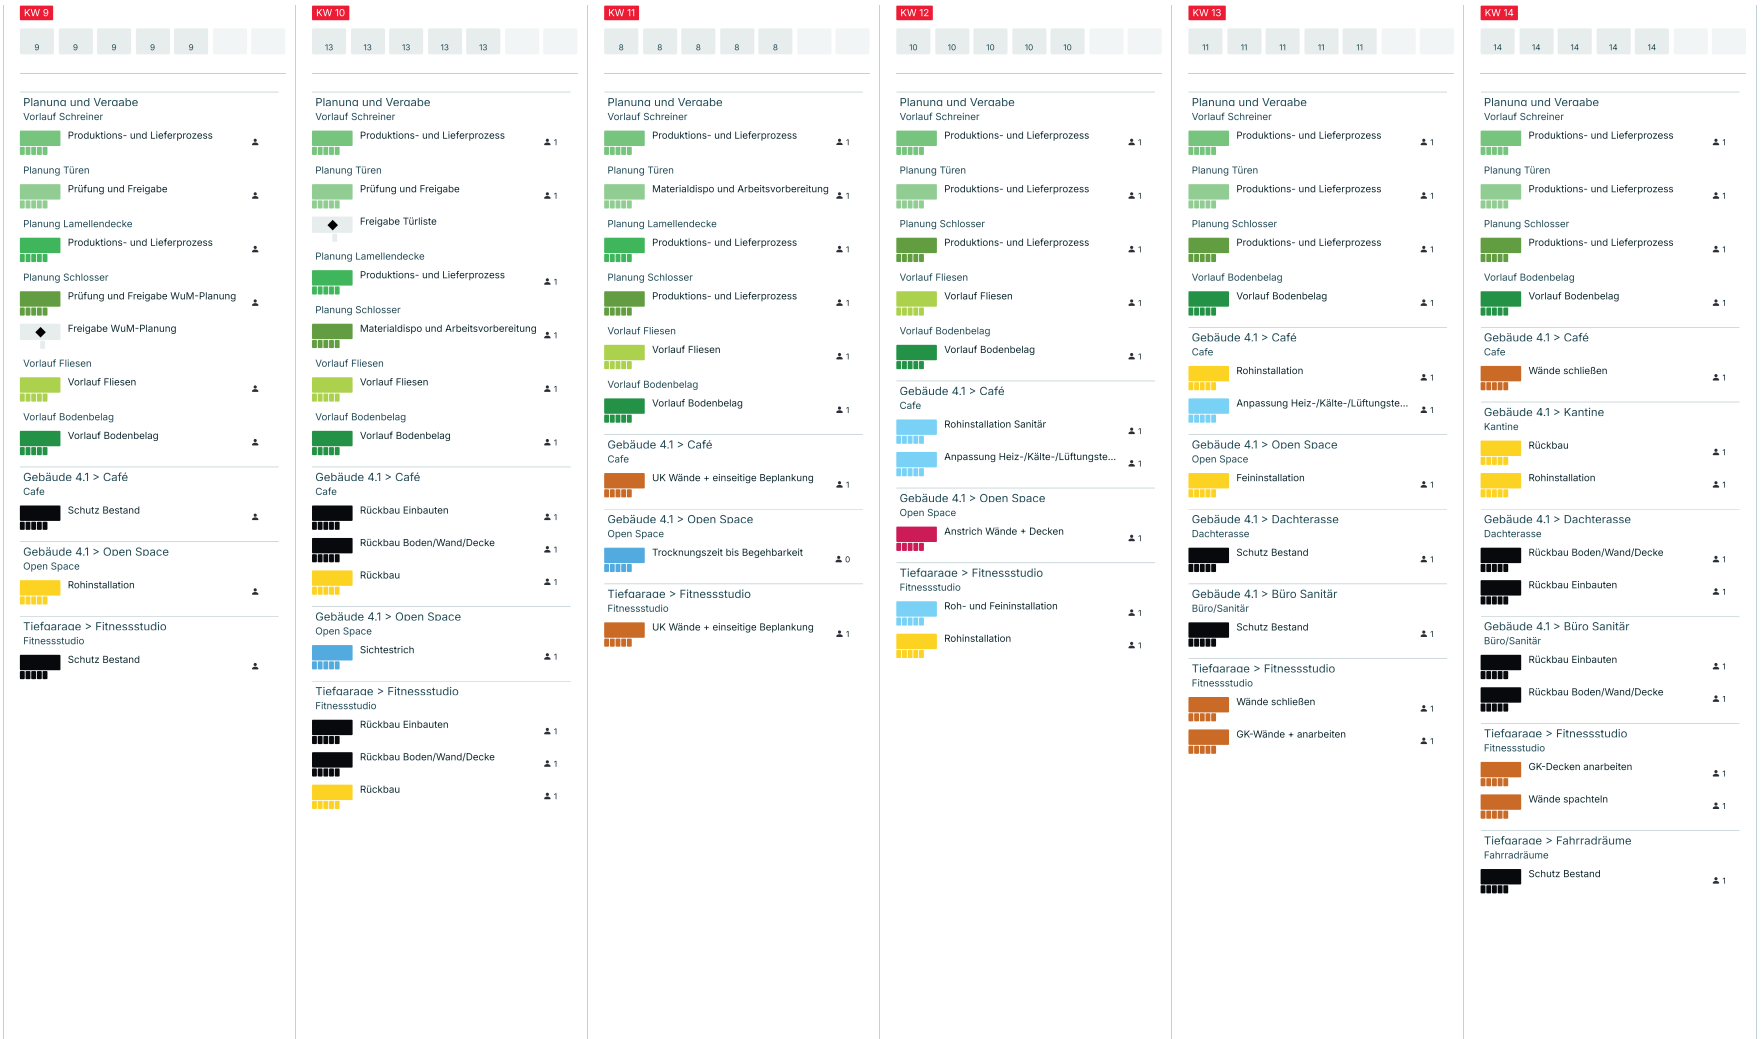 KW 9
9 9 9 9 9
Planung und Vergabe
Vorlauf Schreiner
Produktions- und Lieferprozess
Planung Türen
Prüfung und Freigabe
Planung Lamellendecke
Produktions- und Lieferprozess
Planung Schlosser
Prüfung und Freigabe WuM-Planung
Freigabe WuM-Planung
Vorlauf Fliesen
Vorlauf Fliesen
Vorlauf Bodenbelag
Vorlauf Bodenbelag
Gebäude 4.1 > Café
Cafe
Schutz Bestand
Gebäude 4.1 > Open Space
Open Space
Rohinstallation
Tiefgarage > Fitnessstudio
Fitnessstudio
Schutz Bestand
KW 10
13 13 13 13 13
Planung und Vergabe
Vorlauf Schreiner
Produktions- und Lieferprozess 1
Planung Türen
Prüfung und Freigabe 1
Freigabe Türliste
Planung Lamellendecke
Produktions- und Lieferprozess 1
Planung Schlosser
Materialdispo und Arbeitsvorbereitung 1
Vorlauf Fliesen
Vorlauf Fliesen 1
Vorlauf Bodenbelag
Vorlauf Bodenbelag 1
Gebäude 4.1 > Café
Cafe
Rückbau Einbauten 1
Rückbau Boden/Wand/Decke 1
Rückbau 1
Gebäude 4.1 > Open Space
Open Space
Sichtestrich 1
Tiefgarage > Fitnessstudio
Fitnessstudio
Rückbau Einbauten 1
Rückbau Boden/Wand/Decke 1
Rückbau 1
KW 11
8 8 8 8 8
Planung und Vergabe
Vorlauf Schreiner
Produktions- und Lieferprozess 1
Planung Türen
Materialdispo und Arbeitsvorbereitung 1
Planung Lamellendecke
Produktions- und Lieferprozess 1
Planung Schlosser
Produktions- und Lieferprozess 1
Vorlauf Fliesen
Vorlauf Fliesen 1
Vorlauf Bodenbelag
Vorlauf Bodenbelag 1
Gebäude 4.1 > Café
Cafe
UK Wände + einseitige Beplankung 1
Gebäude 4.1 > Open Space
Open Space
Trocknungszeit bis Begehbarkeit 0
Tiefgarage > Fitnessstudio
Fitnessstudio
UK Wände + einseitige Beplankung 1
KW 12
10 10 10 10 10
Planung und Vergabe
Vorlauf Schreiner
Produktions- und Lieferprozess 1
Planung Türen
Produktions- und Lieferprozess 1
Planung Schlosser
Produktions- und Lieferprozess 1
Vorlauf Fliesen
Vorlauf Fliesen 1
Vorlauf Bodenbelag
Vorlauf Bodenbelag 1
Gebäude 4.1 > Café
Cafe
Rohinstallation Sanitär 1
Anpassung Heiz-/Kälte-/Lüftungste... 1
Gebäude 4.1 > Open Space
Open Space
Anstrich Wände + Decken 1
Tiefgarage > Fitnessstudio
Fitnessstudio
Roh- und Feininstallation 1
Rohinstallation 1
KW 13
11 11 11 11 11
Planung und Vergabe
Vorlauf Schreiner
Produktions- und Lieferprozess 1
Planung Türen
Produktions- und Lieferprozess 1
Planung Schlosser
Produktions- und Lieferprozess 1
Vorlauf Bodenbelag
Vorlauf Bodenbelag 1
Gebäude 4.1 > Café
Cafe
Rohinstallation 1
Anpassung Heiz-/Kälte-/Lüftungste... 1
Gebäude 4.1 > Open Space
Open Space
Feininstallation 1
Gebäude 4.1 > Dachterasse
Dachterasse
Schutz Bestand 1
Gebäude 4.1 > Büro Sanitär
Büro/Sanitär
Schutz Bestand 1
Tiefgarage > Fitnessstudio
Fitnessstudio
Wände schließen 1
GK-Wände + anarbeiten 1
KW 14
14 14 14 14 14
Planung und Vergabe
Vorlauf Schreiner
Produktions- und Lieferprozess 1
Planung Türen
Produktions- und Lieferprozess 1
Planung Schlosser
Produktions- und Lieferprozess 1
Vorlauf Bodenbelag
Vorlauf Bodenbelag 1
Gebäude 4.1 > Café
Cafe
Wände schließen 1
Gebäude 4.1 > Kantine
Kantine
Rückbau 1
Rohinstallation 1
Gebäude 4.1 > Dachterasse
Dachterasse
Rückbau Boden/Wand/Decke 1
Rückbau Einbauten 1
Gebäude 4.1 > Büro Sanitär
Büro/Sanitär
Rückbau Einbauten 1
Rückbau Boden/Wand/Decke 1
Tiefgarage > Fitnessstudio
Fitnessstudio
GK-Decken anarbeiten 1
Wände spachteln 1
Tiefgarage > Fahrradräume
Fahrradräume
Schutz Bestand 1